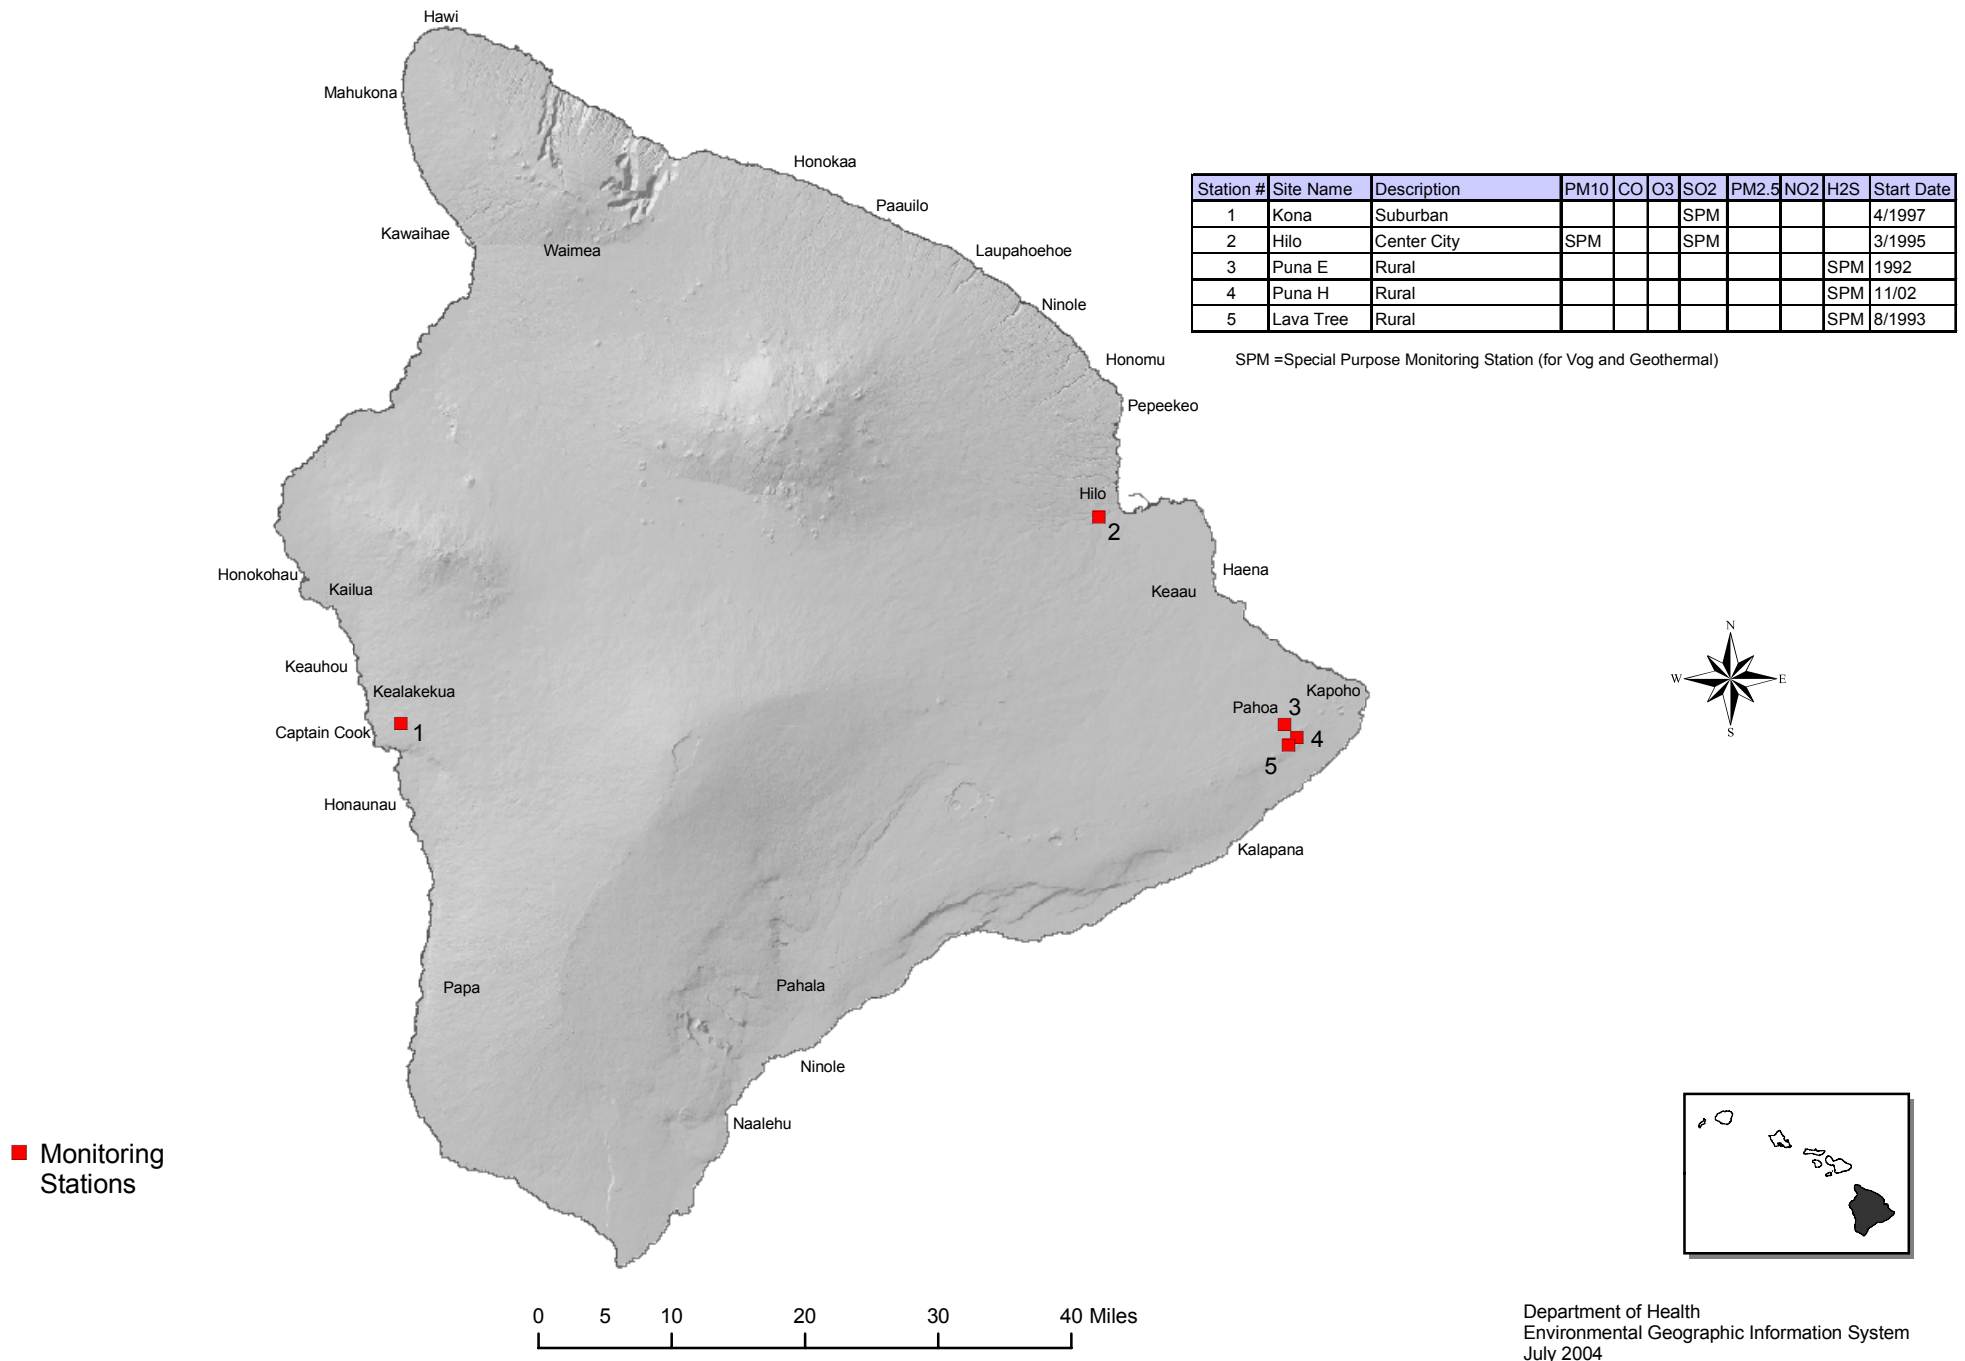 Hawi
Mahukona
Honokaa
Station # Site Name Description PM10 CO O3 SO2 PM2.5 NO2 H2S Start Date
1 Kona Suburban SPM 4/1997
2 Hilo Center City SPM SPM 3/1995
3 Puna E Rural SPM 1992
4 Puna H Rural SPM 11/02
5 Lava Tree Rural SPM 8/1993
SPM =Special Purpose Monitoring Station (for Vog and Geothermal)
Paauilo
Kawaihae
Waimea
Laupahoehoe
Ninole
Honomu
Pepeekeo
Hilo
2
Haena
Honokohau
Kailua
Keaau
N
W E
S
Keauhou
Kealakekua
Kapoho
Pahoa 3
Captain Cook 1
4
5
Honaunau
Kalapana
Papa
Pahala
Ninole
Naalehu
Monitoring
Stations
0 5 10 20 30 40 Miles
Department of Health
Environmental Geographic Information System
July 2004